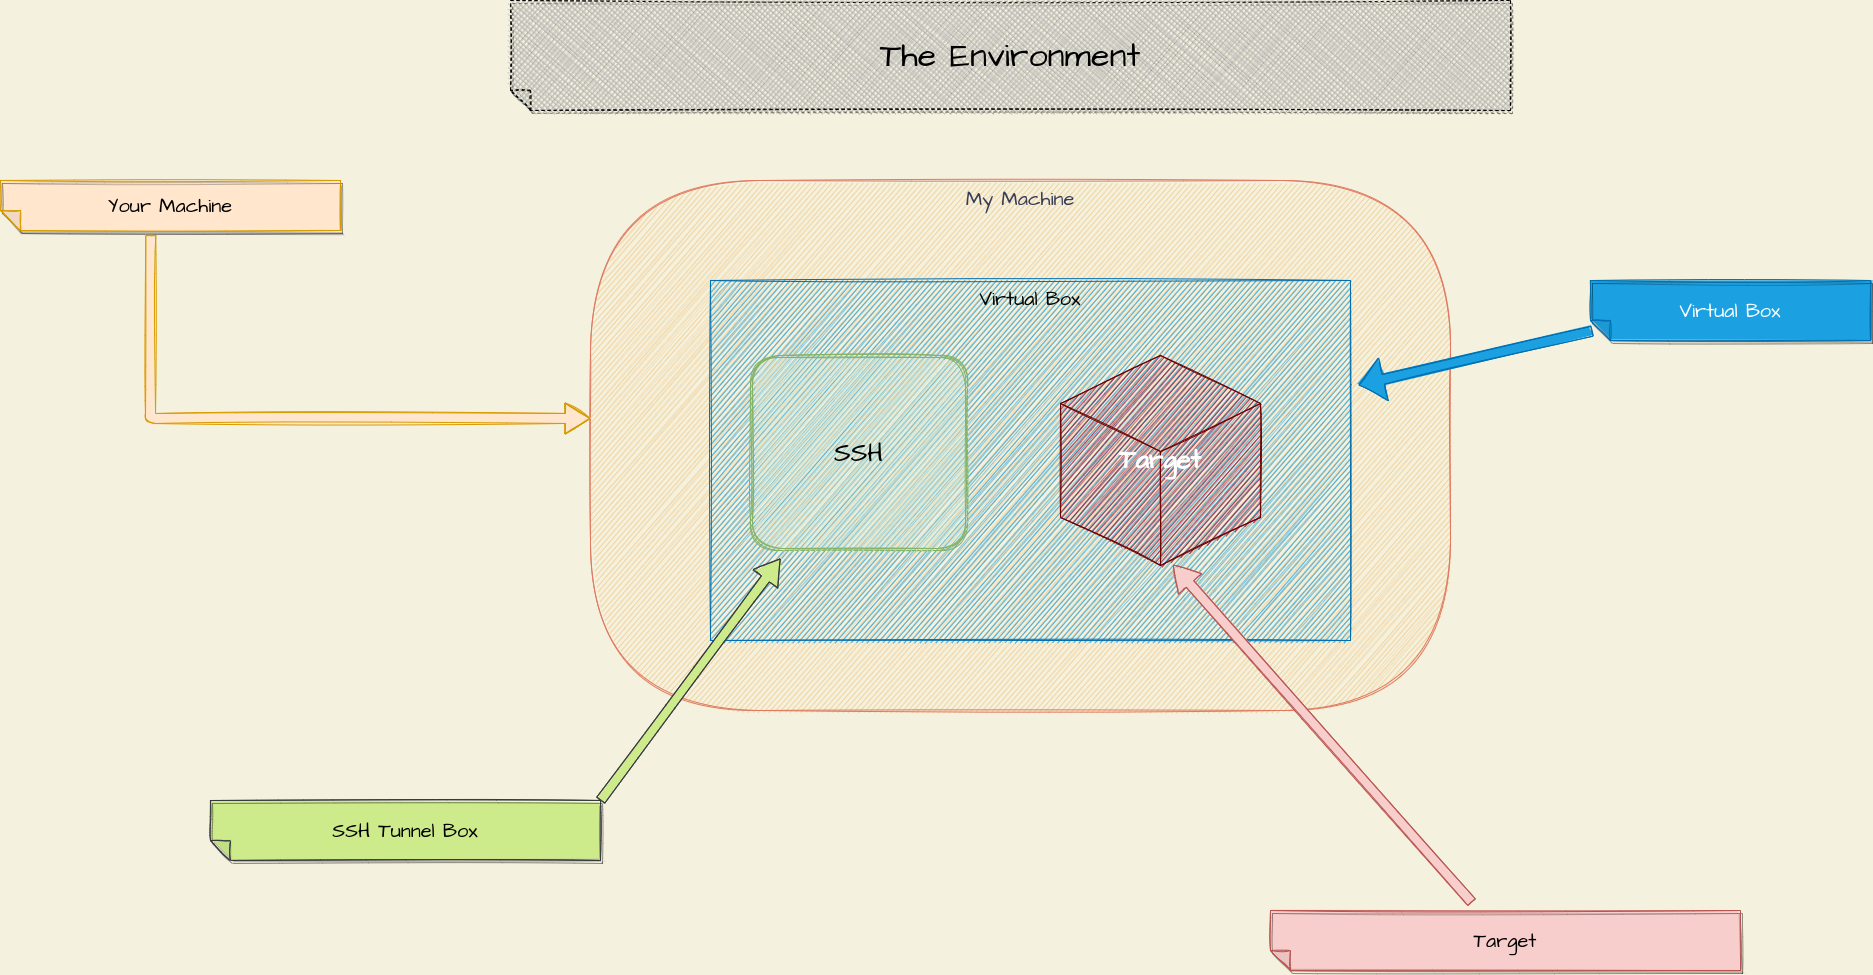 The Environment
Your Machine
My Machine
Virtual Box
Virtual Box
SSH
Target
SSH Tunnel Box
Target